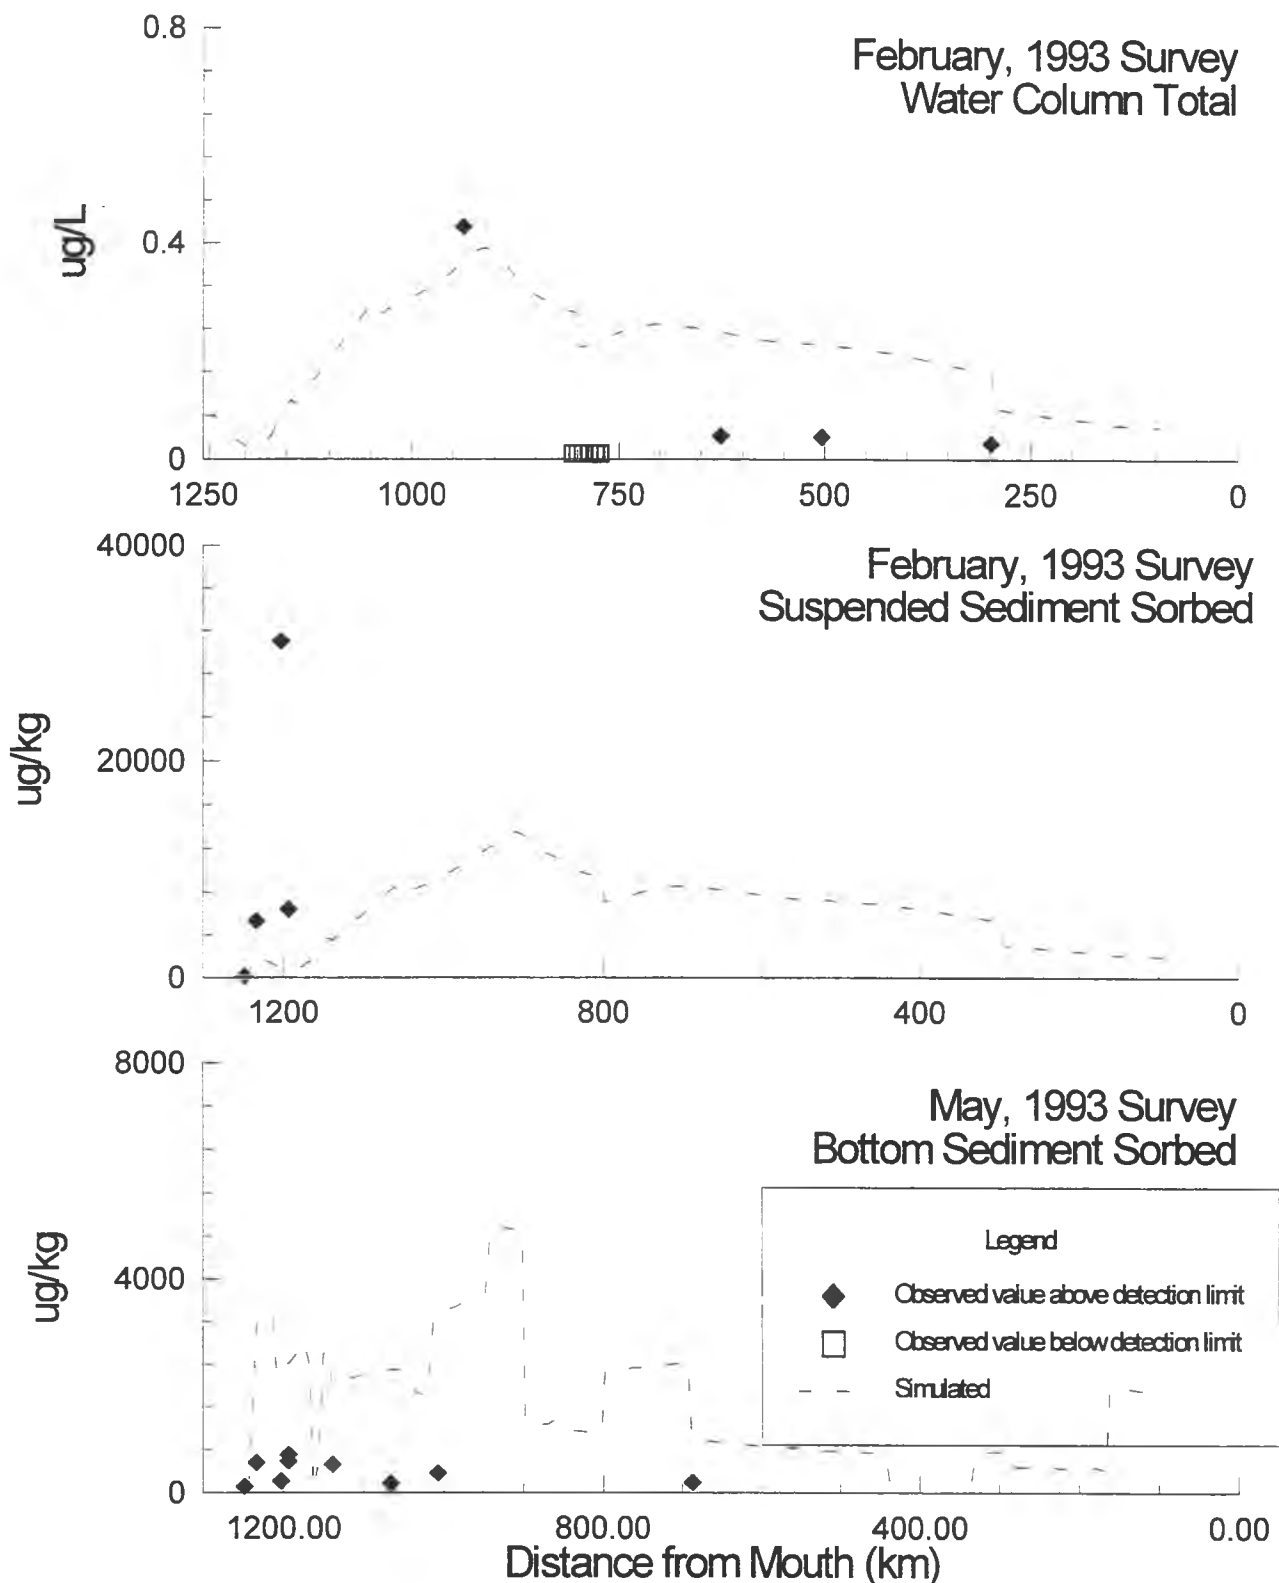 0.8
February, 1993 Survey
Water Column Total
ug/L
0.4
0
1250 1000 750 500 250 0
40000
February, 1993 Survey
Suspended Sediment Sorbed
ug/kg
20000
0
1200 800 400 0
8000
May, 1993 Survey
Bottom Sediment Sorbed
ug/kg
4000
Legend
Observed value above detection limit
Observed value below detection limit
Simulated
0
1200.00 800.00 400.00 0.00
Distance from Mouth (km)